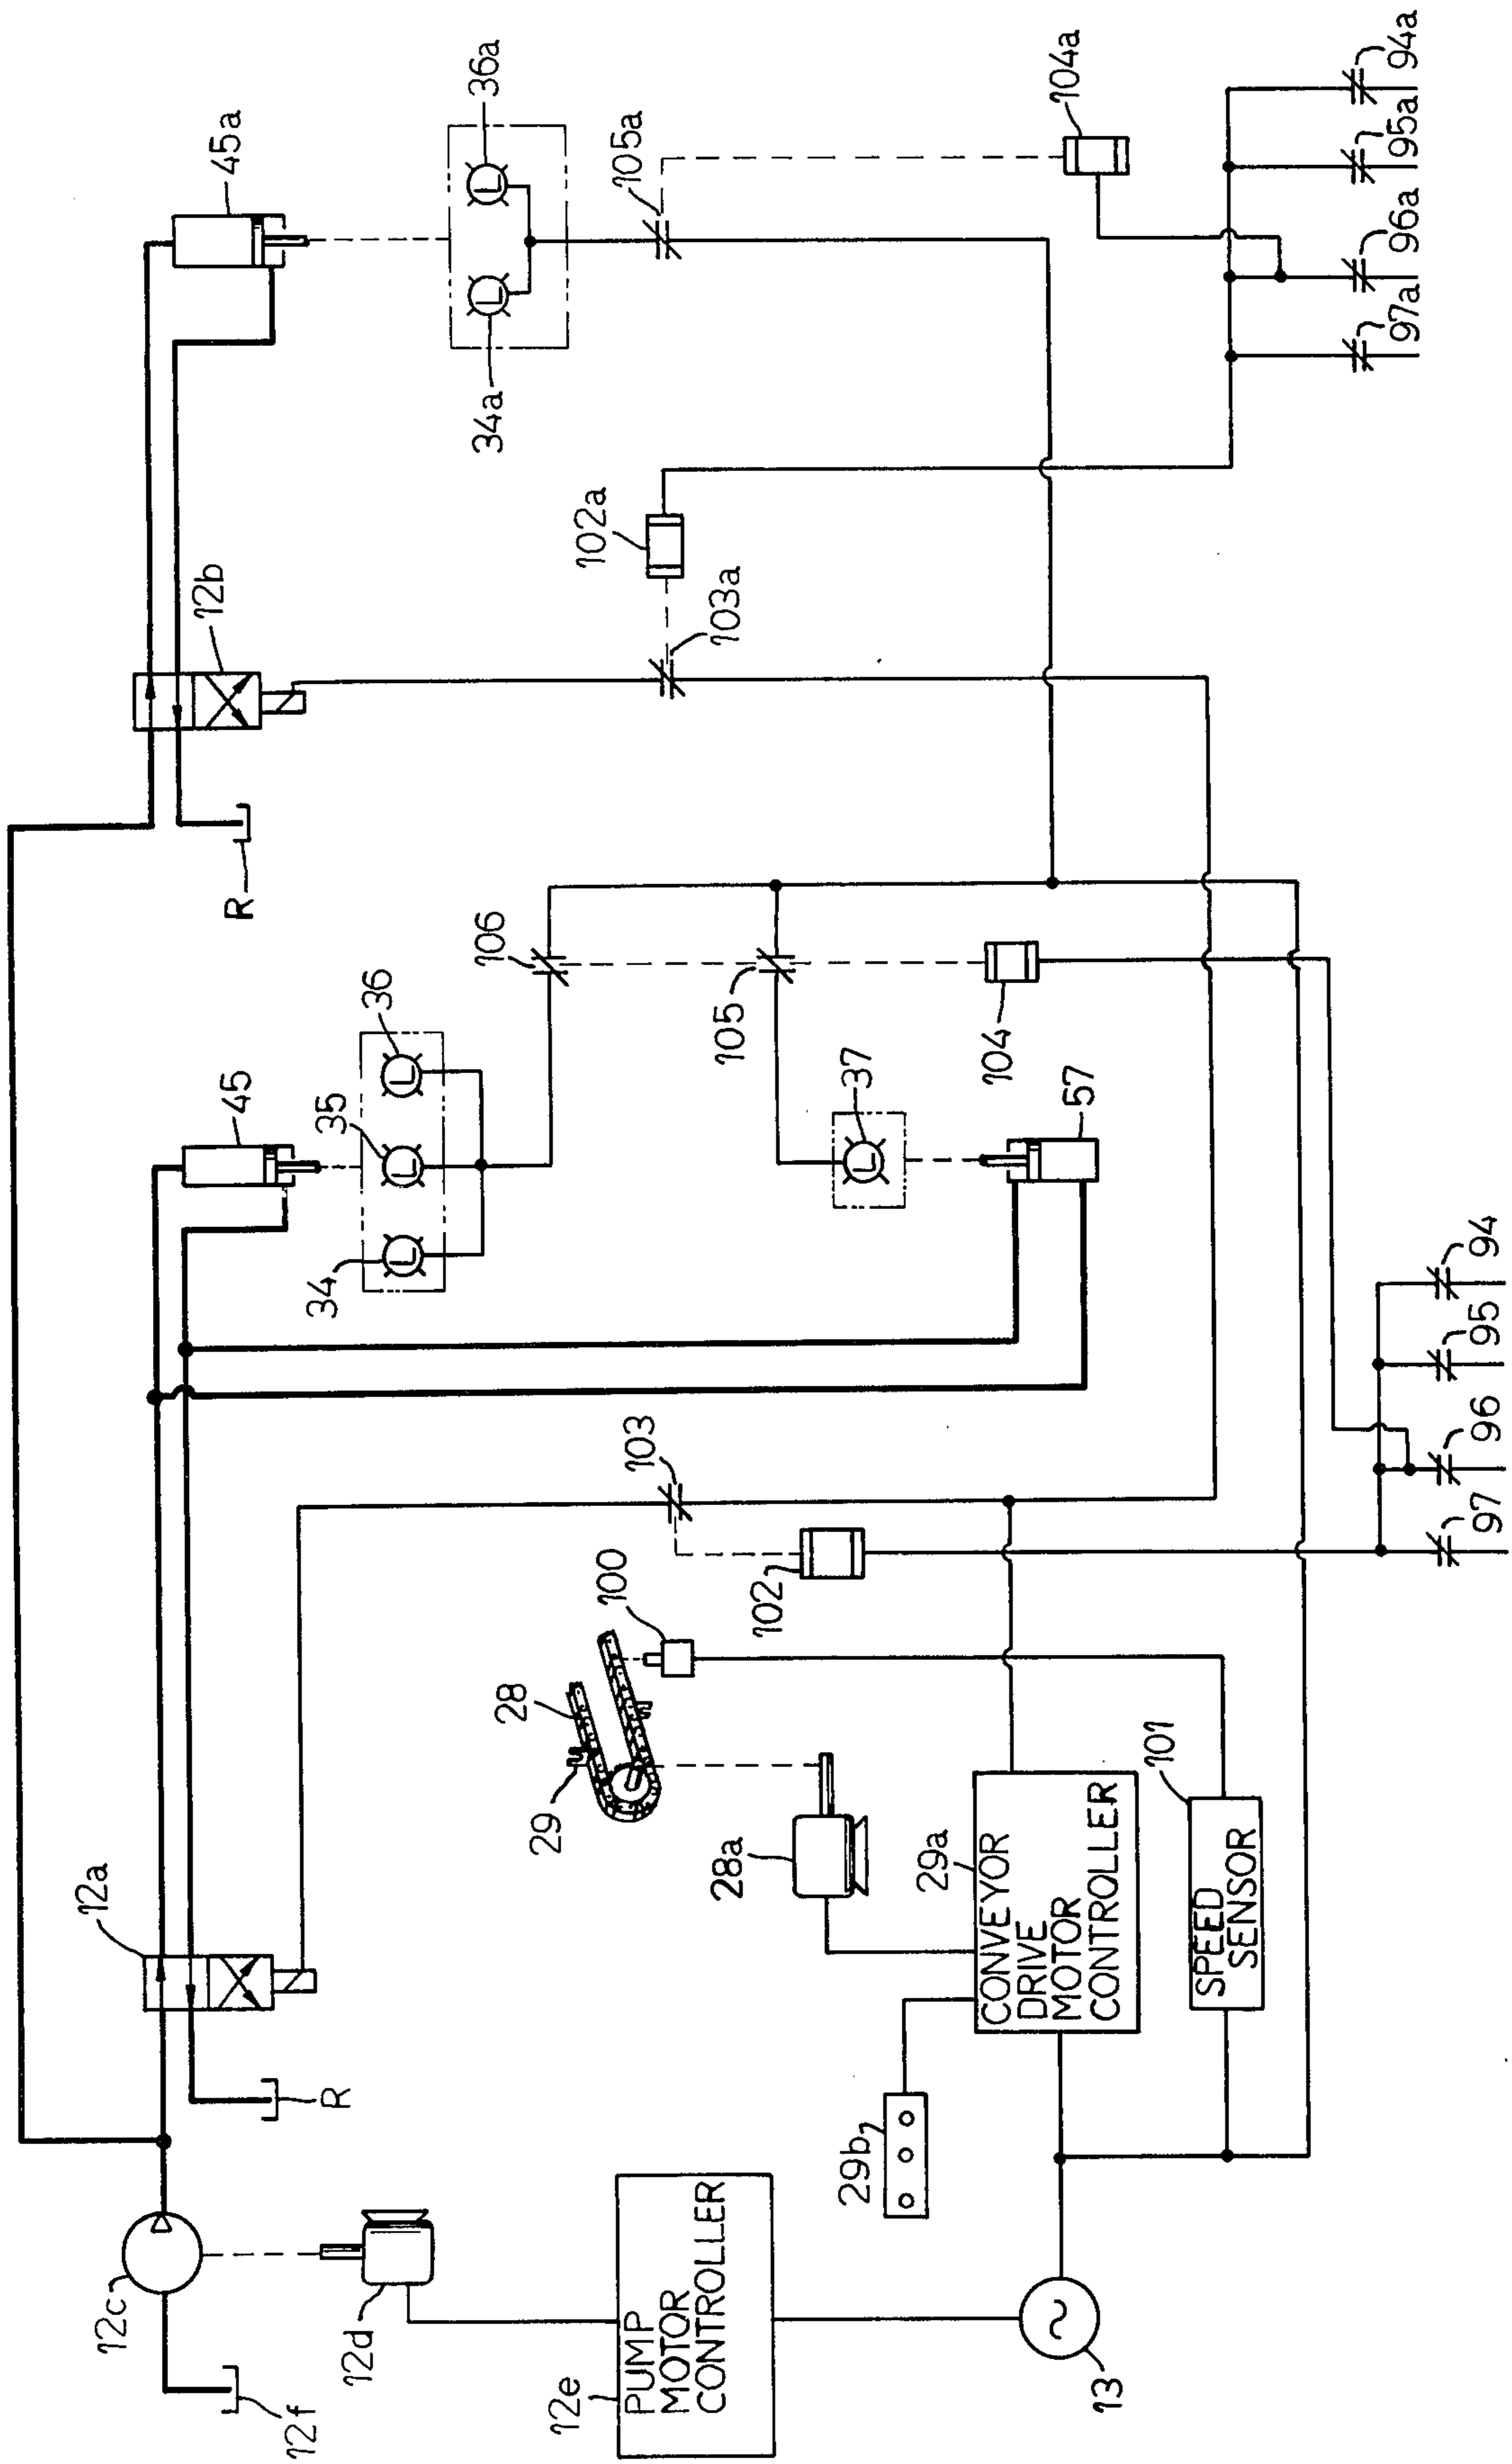 45a
36a
105a
104a
94a
95a
96a
97a
34a
102a
103a
12b
R
106
105
104
36
35
34
45
37
57
94
95
96
97
103
102
100
28
29
101
SPEED
SENSOR
28a
29a
CONVEYOR
DRIVE
MOTOR
CONTROLLER
29b
12a
R
12c
12f
12d
12e
PUMP
MOTOR
CONTROLLER
13
L
L
L
L
L
L